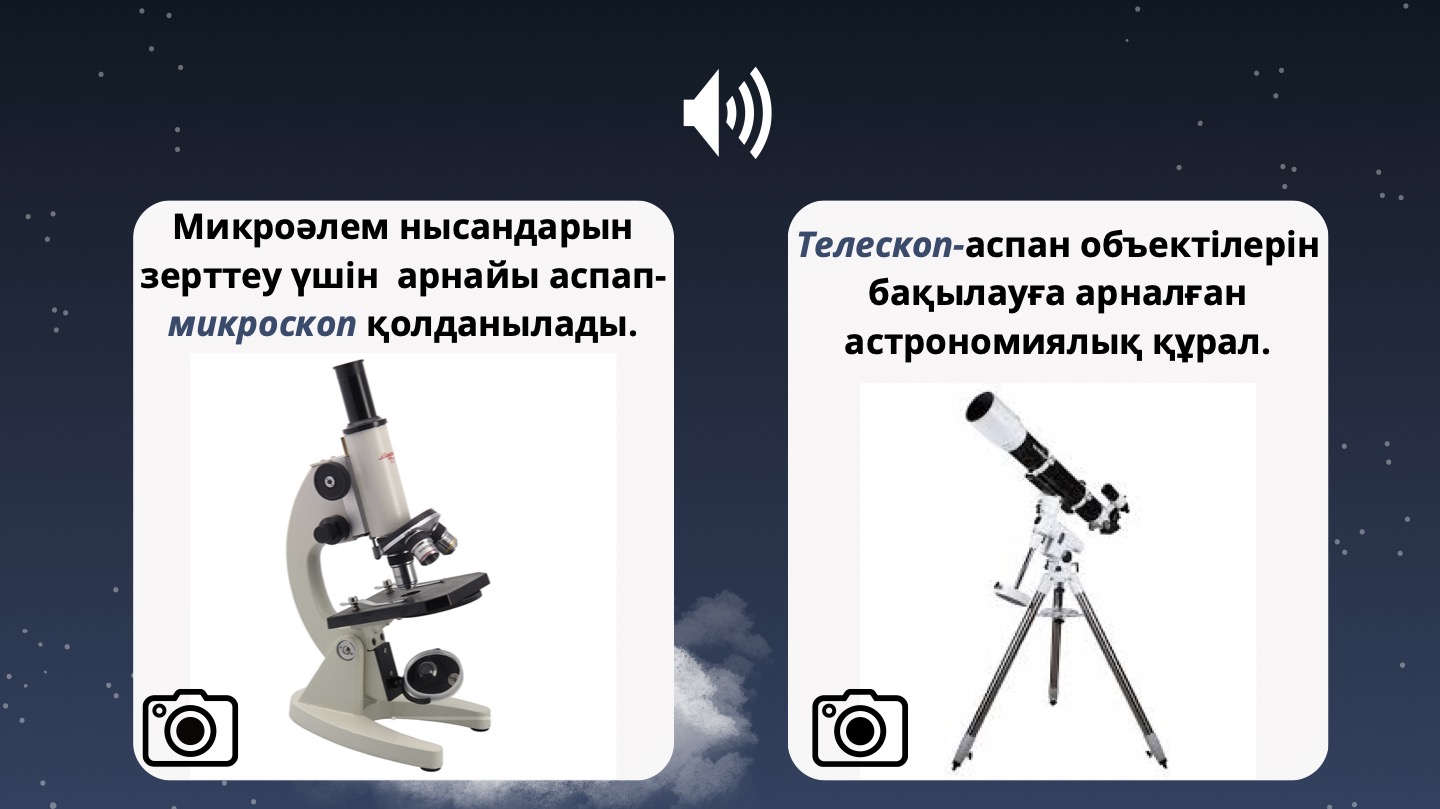 Микроәлем нысандарын
зерттеу үшін арнайы аспап-
микроскоп қолданылады.
Телескоп-аспан объектілерін
бақылауға арналған
астрономиялық құрал.